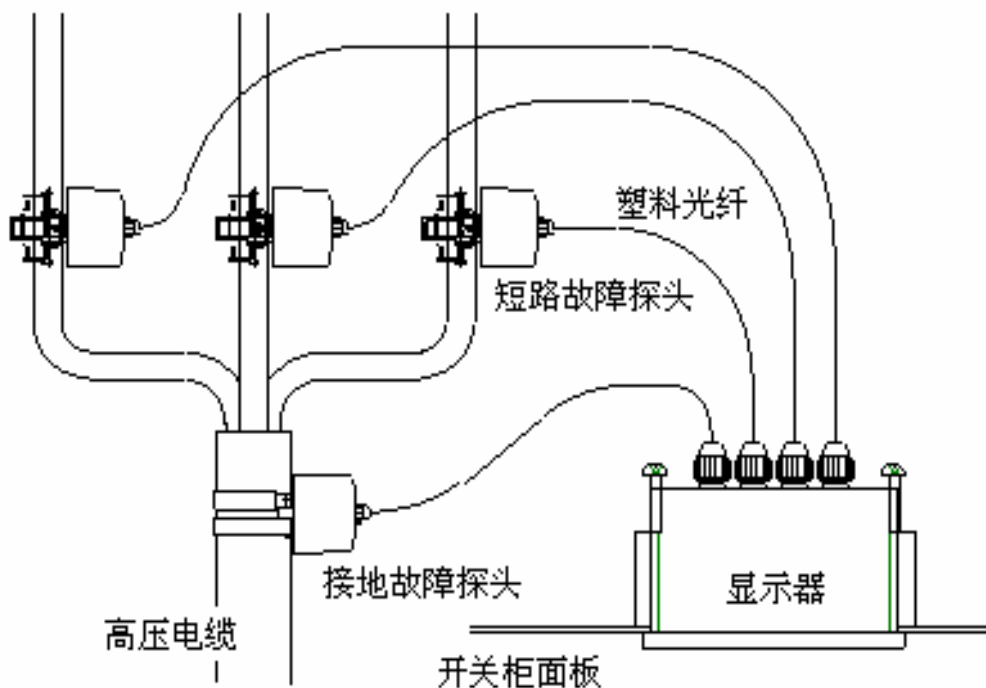 塑料光纤
短路故障探头
接地故障探头
显示器
高压电缆
开关柜面板